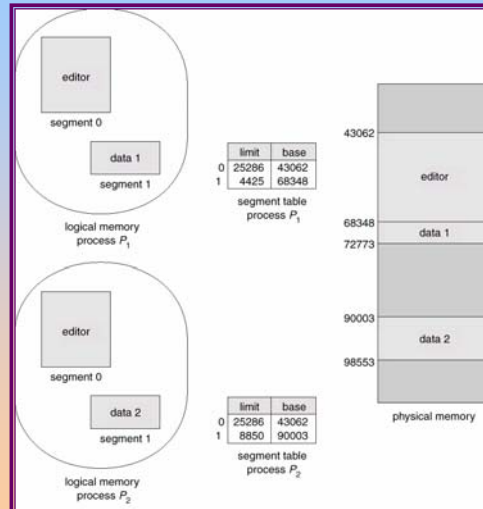 editor
segment 0
data 1
segment 1
logical memory
process P1
limit base
0 25286 43062
1 4425 68348
segment table
process P1
editor
segment 0
data 2
segment 1
logical memory
process P2
limit base
0 25286 43062
1 8850 90003
segment table
process P2
43062
editor
68348
data 1
72773
90003
data 2
98553
physical memory